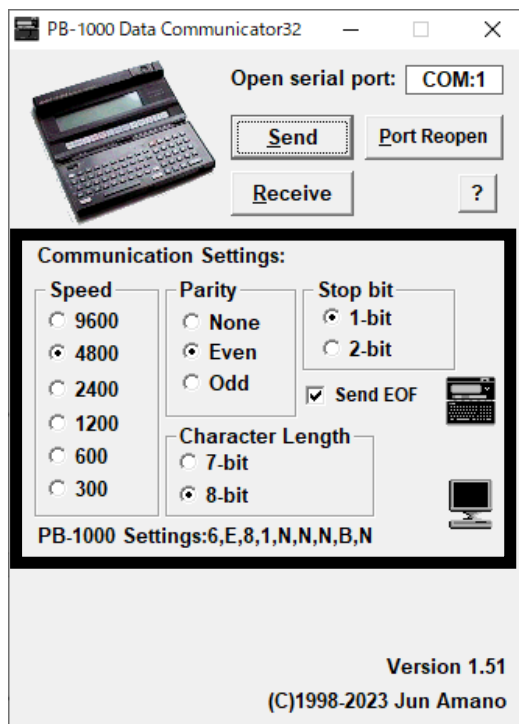 PB-1000 Data Communicator32
Open serial port: COM:1
Send
Port Reopen
Receive
?
Communication Settings:
Speed
9600
4800
2400
1200
600
300
Parity
None
Even
Odd
Stop bit
1-bit
2-bit
Send EOF
Character Length
7-bit
8-bit
PB-1000 Settings:6,E,8,1,N,N,N,B,N
Version 1.51
(C)1998-2023 Jun Amano